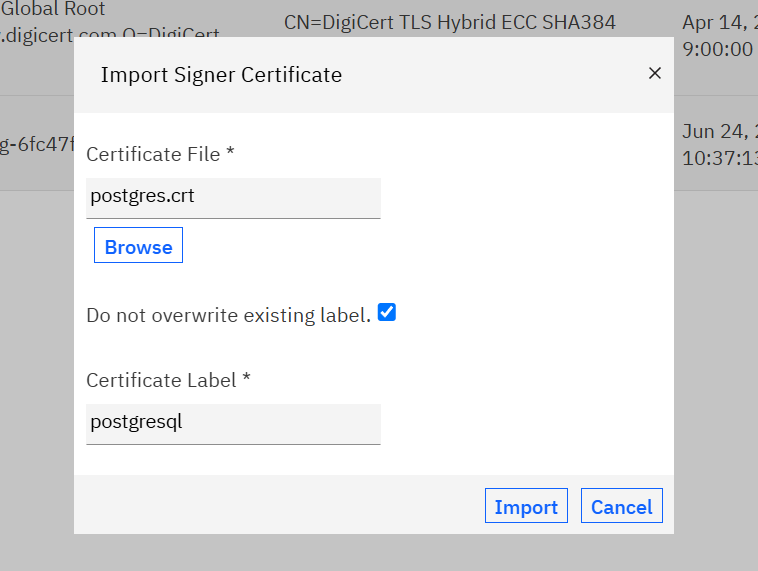 Global Root
.digicert.com,O=DigiCert
CN=DigiCert TLS Hybrid ECC SHA384
Apr 14, 2
9:00:00
Import Signer Certificate
×
g-6fc47f
Jun 24, 2
10:37:13
Certificate File *
postgres.crt
Browse
Do not overwrite existing label.
Certificate Label *
postgresql
Import
Cancel